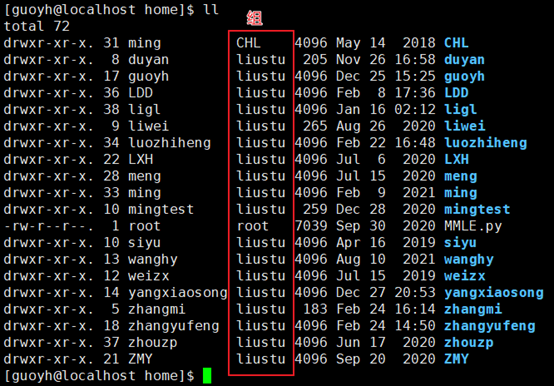 [guoyh@localhost home]$ ll
组
total 72
drwxr-xr-x. 31 ming CHL 4096 May 14 2018 CHL
drwxr-xr-x. 8 duyan liustu 205 Nov 26 16:58 duyan
drwxr-xr-x. 17 guoyh liustu 4096 Dec 25 15:25 guoyh
drwxr-xr-x. 36 LDD liustu 4096 Feb 8 17:36 LDD
drwxr-xr-x. 38 ligl liustu 4096 Jan 16 02:12 ligl
drwxr-xr-x. 9 liwei liustu 265 Aug 26 2020 liwei
drwxr-xr-x. 34 luozhiheng liustu 4096 Feb 22 16:48 luozhiheng
drwxr-xr-x. 22 LXH liustu 4096 Jul 6 2020 LXH
drwxr-xr-x. 28 meng liustu 4096 Jul 15 2020 meng
drwxr-xr-x. 33 ming liustu 4096 Feb 9 2021 ming
drwxr-xr-x. 10 mingtest liustu 259 Dec 28 2020 mingtest
-rw-r--r--. 1 root root 7039 Sep 30 2020 MMLE.py
drwxr-xr-x. 10 siyu liustu 4096 Apr 16 2019 siyu
drwxr-xr-x. 13 wanghy liustu 4096 Aug 10 2021 wanghy
drwxr-xr-x. 12 weizx liustu 4096 Jul 15 2019 weizx
drwxr-xr-x. 14 yangxiaosong liustu 4096 Dec 27 20:53 yangxiaosong
drwxr-xr-x. 5 zhangmi liustu 183 Feb 24 16:14 zhangmi
drwxr-xr-x. 18 zhangyufeng liustu 4096 Feb 24 14:50 zhangyufeng
drwxr-xr-x. 37 zhouzp liustu 4096 Jun 17 2020 zhouzp
drwxr-xr-x. 21 ZMY liustu 4096 Sep 20 2020 ZMY
[guoyh@localhost home]$